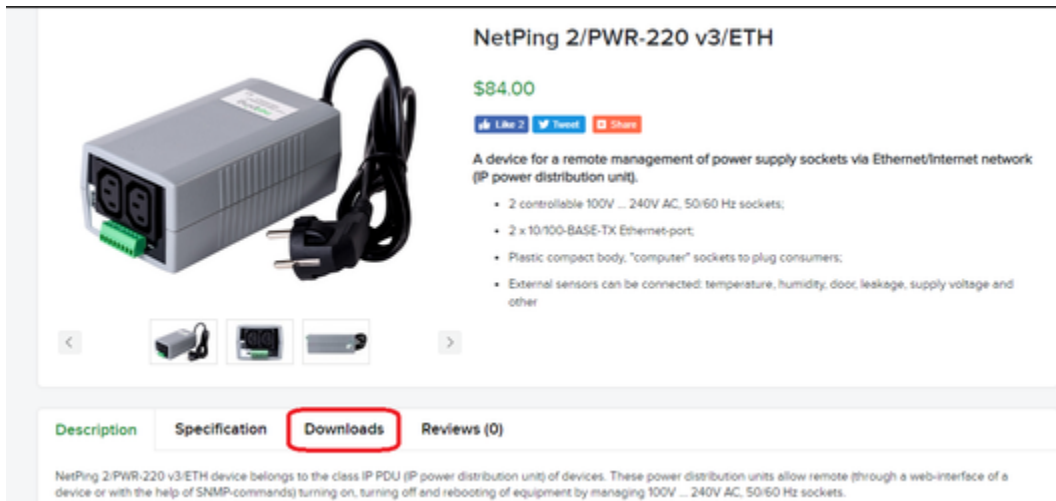 NetPing 2/PWR-220 v3/ETH
$84.00
Like 2 Tweet Share
A device for a remote management of power supply sockets via Ethernet/Internet network
(IP power distribution unit).
• 2 controllable 100V ... 240V AC, 50/60 Hz sockets;
• 2 x 10/100-BASE-TX Ethernet-port;
• Plastic compact body, "computer" sockets to plug consumers;
• External sensors can be connected: temperature, humidity, door, leakage, supply voltage and
other
Description Specification Downloads Reviews (0)
NetPing 2/PWR-220 v3/ETH device belongs to the class IP PDU (IP power distribution unit) of devices. These power distribution units allow remote (through a web-interface of a
device or with the help of SNMP-commands) turning on, turning off and rebooting of equipment by managing 100V ... 240V AC, 50/60 Hz sockets.